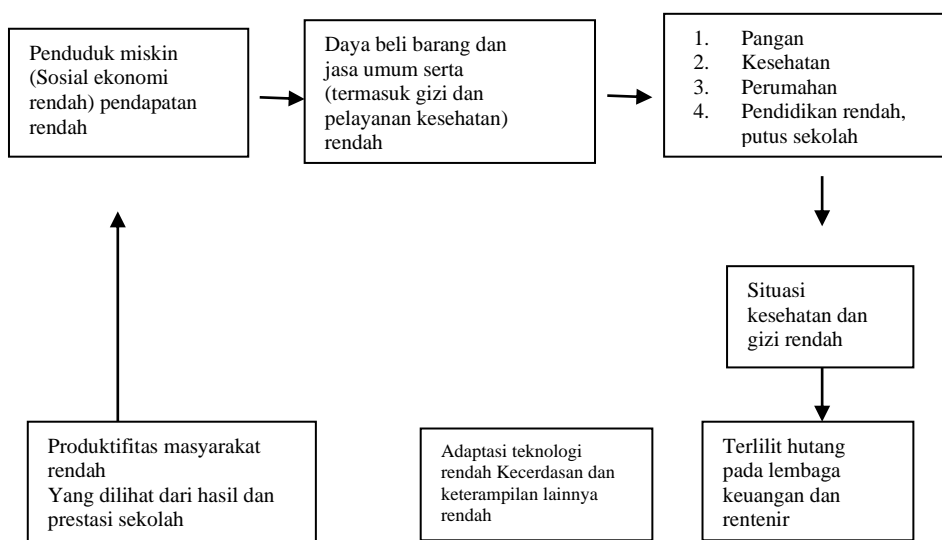 Penduduk miskin
(Sosial ekonomi
rendah) pendapatan
rendah
Daya beli barang dan
jasa umum serta
(termasuk gizi dan
pelayanan kesehatan)
rendah
1. Pangan
2. Kesehatan
3. Perumahan
4. Pendidikan rendah,
putus sekolah
Situasi
kesehatan dan
gizi rendah
Produktifitas masyarakat
rendah
Yang dilihat dari hasil dan
prestasi sekolah
Adaptasi teknologi
rendah Kecerdasan dan
keterampilan lainnya
rendah
Terlilit hutang
pada lembaga
keuangan dan
rentenir